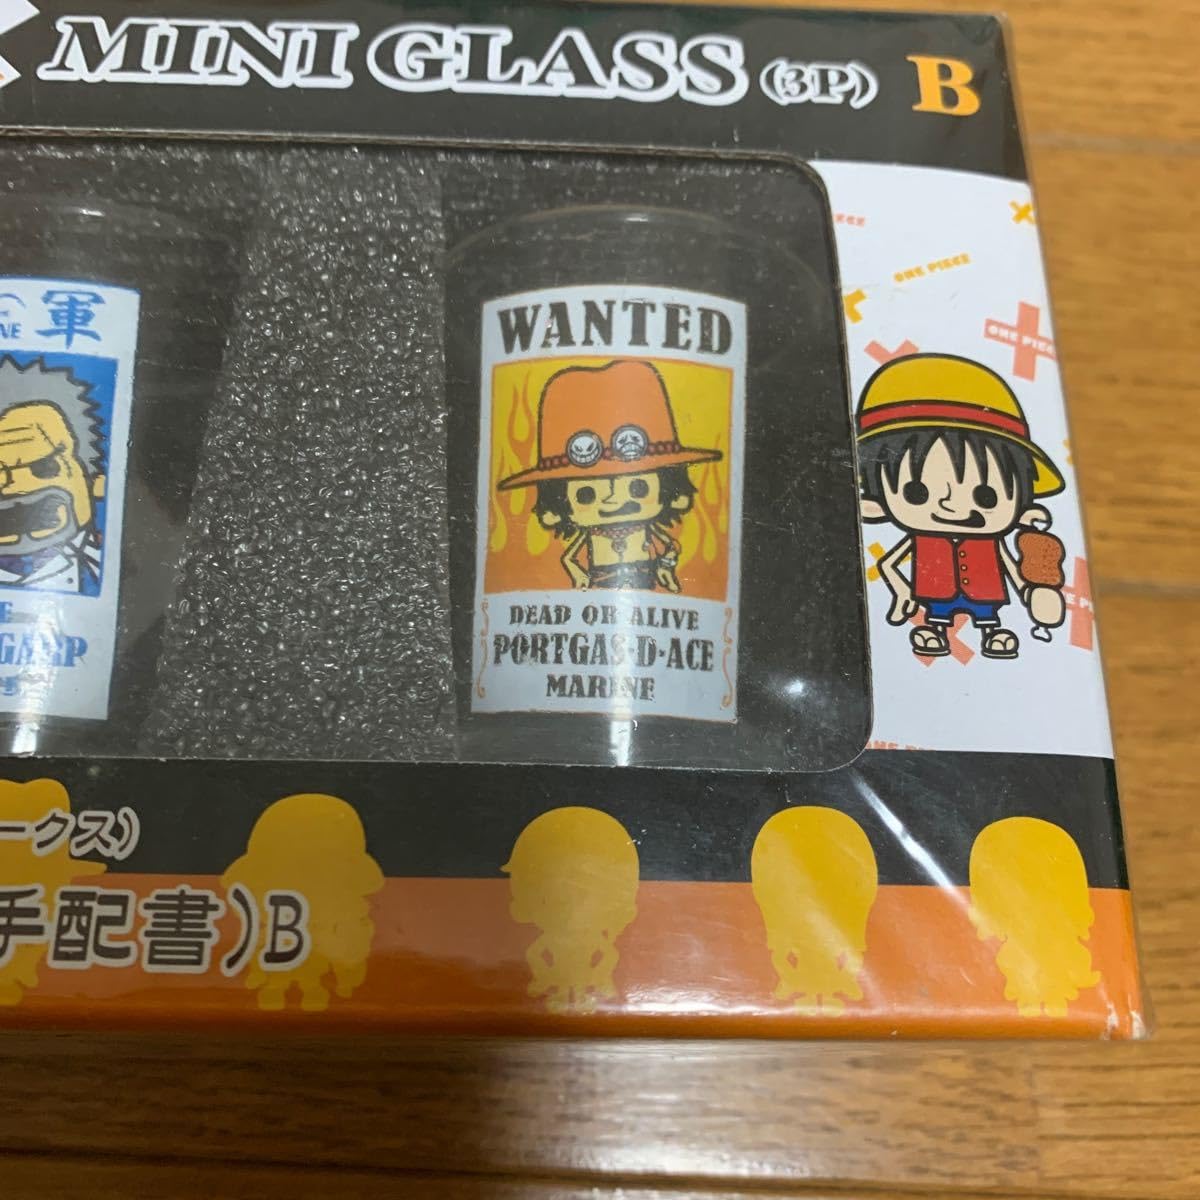 MINI GLASS (3P) B
軍
NE
GARP
WANTED
DEAD OR ALIVE
PORTGAS·D·ACE
MARINE
ONE PIECE
ONE PIECE
ークス)
手配書)B